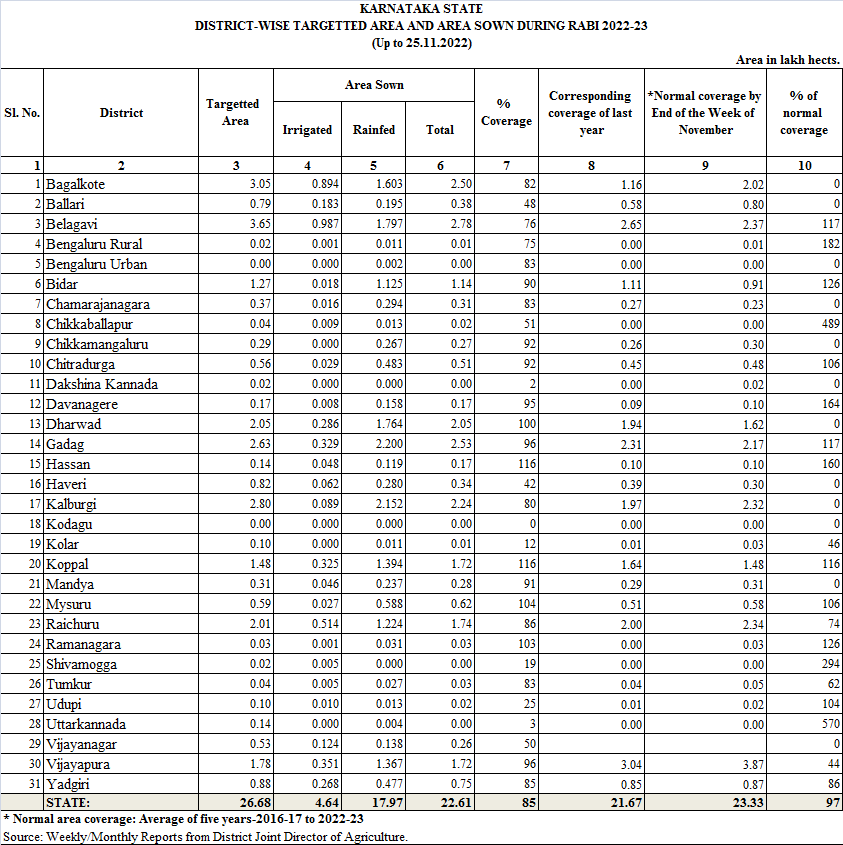 KARNATAKA STATE
DISTRICT-WISE TARGETTED AREA AND AREA SOWN DURING RABI 2022-23
(Up to 25.11.2022)
Area in lakh hects.
Sl. No. District Targetted Area Area Sown % Coverage Corresponding coverage of last year *Normal coverage by End of the Week of November % of normal coverage
Irrigated Rainfed Total
1 2 3 4 5 6 7 8 9 10
1 Bagalkote 3.05 0.894 1.603 2.50 82 1.16 2.02 0
2 Ballari 0.79 0.183 0.195 0.38 48 0.58 0.80 0
3 Belagavi 3.65 0.987 1.797 2.78 76 2.65 2.37 117
4 Bengaluru Rural 0.02 0.001 0.011 0.01 75 0.00 0.01 182
5 Bengaluru Urban 0.00 0.000 0.002 0.00 83 0.00 0.00 0
6 Bidar 1.27 0.018 1.125 1.14 90 1.11 0.91 126
7 Chamarajanagara 0.37 0.016 0.294 0.31 83 0.27 0.23 0
8 Chikkaballapur 0.04 0.009 0.013 0.02 51 0.00 0.00 489
9 Chikkamangaluru 0.29 0.000 0.267 0.27 92 0.26 0.30 0
10 Chitradurga 0.56 0.029 0.483 0.51 92 0.45 0.48 106
11 Dakshina Kannada 0.02 0.000 0.000 0.00 2 0.00 0.02 0
12 Davanagere 0.17 0.008 0.158 0.17 95 0.09 0.10 164
13 Dharwad 2.05 0.286 1.764 2.05 100 1.94 1.62 0
14 Gadag 2.63 0.329 2.200 2.53 96 2.31 2.17 117
15 Hassan 0.14 0.048 0.119 0.17 116 0.10 0.10 160
16 Haveri 0.82 0.062 0.280 0.34 42 0.39 0.30 0
17 Kalburgi 2.80 0.089 2.152 2.24 80 1.97 2.32 0
18 Kodagu 0.00 0.000 0.000 0.00 0 0.00 0.00 0
19 Kolar 0.10 0.000 0.011 0.01 12 0.01 0.03 46
20 Koppal 1.48 0.325 1.394 1.72 116 1.64 1.48 116
21 Mandya 0.31 0.046 0.237 0.28 91 0.29 0.31 0
22 Mysuru 0.59 0.027 0.588 0.62 104 0.51 0.58 106
23 Raichuru 2.01 0.514 1.224 1.74 86 2.00 2.34 74
24 Ramanagara 0.03 0.001 0.031 0.03 103 0.00 0.03 126
25 Shivamogga 0.02 0.005 0.000 0.00 19 0.00 0.00 294
26 Tumkur 0.04 0.005 0.027 0.03 83 0.04 0.05 62
27 Udupi 0.10 0.010 0.013 0.02 25 0.01 0.02 104
28 Uttarkannada 0.14 0.000 0.004 0.00 3 0.00 0.00 570
29 Vijayanagar 0.53 0.124 0.138 0.26 50 0
30 Vijayapura 1.78 0.351 1.367 1.72 96 3.04 3.87 44
31 Yadgiri 0.88 0.268 0.477 0.75 85 0.85 0.87 86
STATE: 26.68 4.64 17.97 22.61 85 21.67 23.33 97
* Normal area coverage: Average of five years-2016-17 to 2022-23
Source: Weekly/Monthly Reports from District Joint Director of Agriculture.